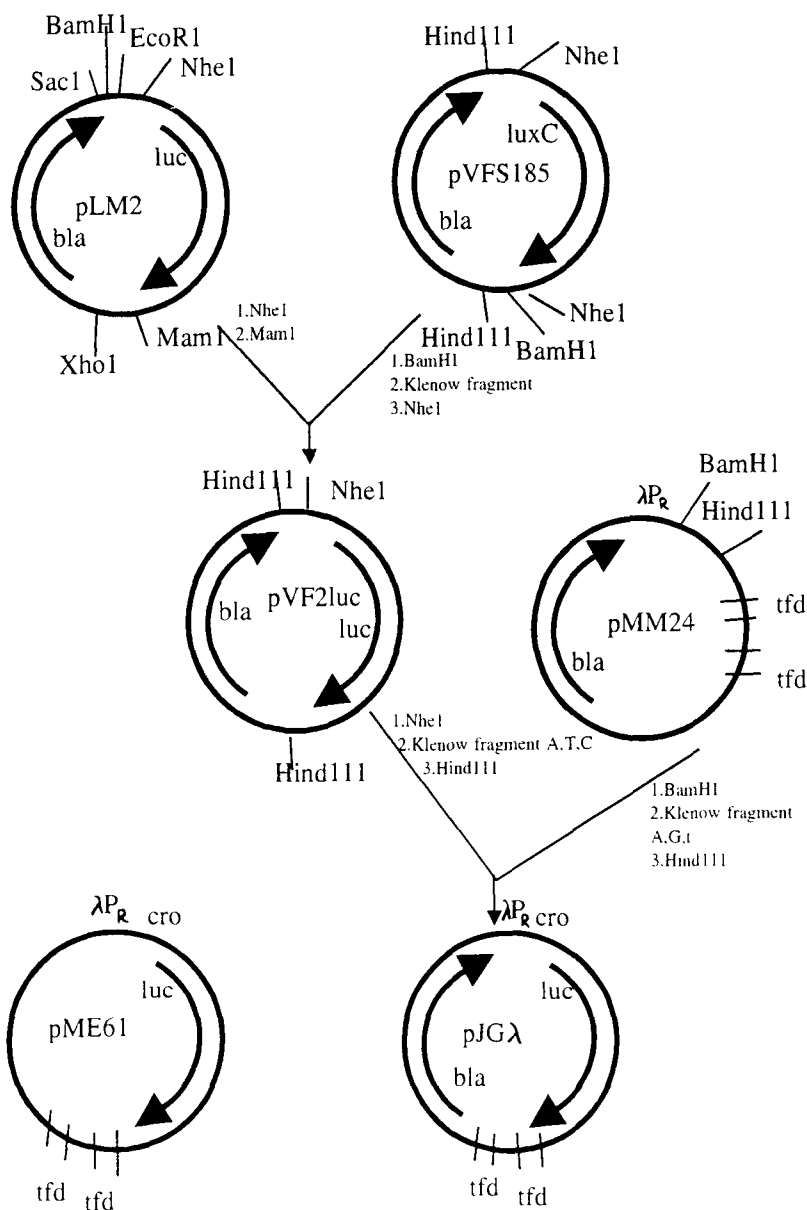 BamH1
EcoR1
Nhe1
Sac1
luc
pLM2
bla
Xho1
Mam1
Hind111
Nhe1
luxC
pVFS185
bla
Hind111
BamH1
Nhe1
1.Nhe1
2.Mam1
1.BamH1
2.Klenow fragment
3.Nhe1
Hind111
Nhe1
bla
pVF2luc
luc
Hind111
λPR
BamH1
Hind111
tfd
pMM24
bla
tfd
1.Nhe1
2.Klenow fragment A,T,C
3.Hind111
1.BamH1
2.Klenow fragment
A,G,t
3.Hind111
λPR cro
luc
pME61
tfd tfd
λPR cro
luc
pJGλ
bla
tfd tfd